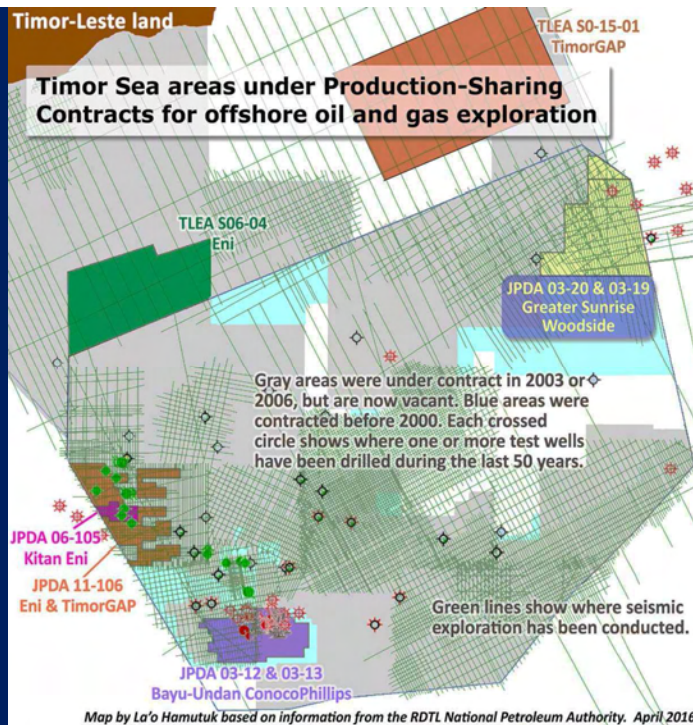 Timor-Leste land
TLEA S0-15-01
TimorGAP
Timor Sea areas under Production-Sharing
Contracts for offshore oil and gas exploration
TLEA S06-04
Eni
JPDA 03-20 & 03-19
Greater Sunrise
Woodside
Gray areas were under contract in 2003 or
2006, but are now vacant. Blue areas were
contracted before 2000. Each crossed
circle shows where one or more test wells
have been drilled during the last 50 years.
JPDA 06-105
Kitan Eni
JPDA 11-106
Eni & TimorGAP
Green lines show where seismic
exploration has been conducted.
JPDA 03-12 & 03-13
Bayu-Undan ConocoPhillips
Map by La'o Hamutuk based on information from the RDTL National Petroleum Authority. April 2016